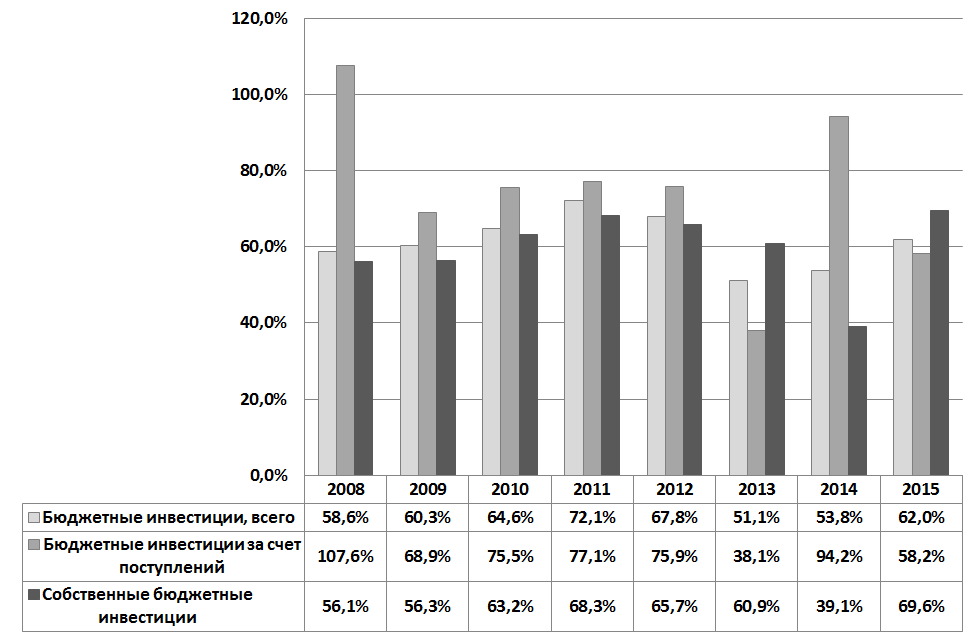 120,0%
100,0%
80,0%
60,0%
40,0%
20,0%
0,0%
2008 2009 2010 2011 2012 2013 2014 2015
Бюджетные инвестиции, всего 58,6% 60,3% 64,6% 72,1% 67,8% 51,1% 53,8% 62,0%
Бюджетные инвестиции за счет
поступлений 107,6% 68,9% 75,5% 77,1% 75,9% 38,1% 94,2% 58,2%
Собственные бюджетные
инвестиции 56,1% 56,3% 63,2% 68,3% 65,7% 60,9% 39,1% 69,6%